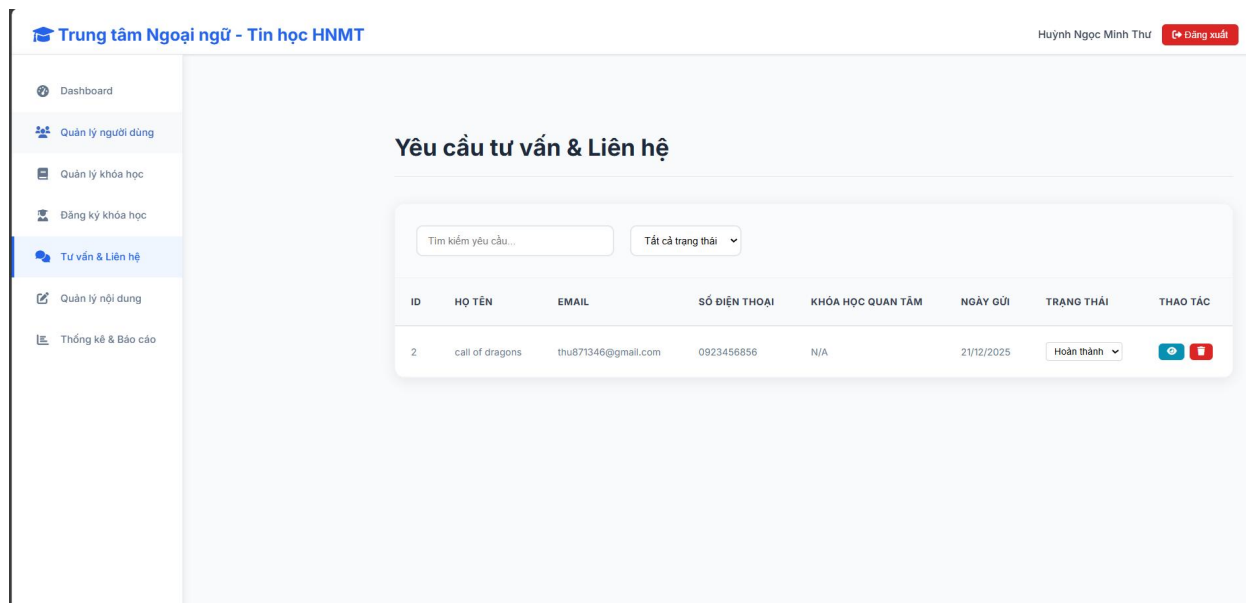 Trung tâm Ngoại ngữ - Tin học HNMT
Huỳnh Ngọc Minh Thư
Đăng xuất
Dashboard
Quản lý người dùng
Quản lý khóa học
Đăng ký khóa học
Tư vấn & Liên hệ
Quản lý nội dung
Thống kê & Báo cáo
Yêu cầu tư vấn & Liên hệ
Tìm kiếm yêu cầu...
Tất cả trạng thái
ID HỌ TÊN EMAIL SỐ ĐIỆN THOẠI KHÓA HỌC QUAN TÂM NGÀY GỬI TRẠNG THÁI THAO TÁC
2 call of dragons thu871346@gmail.com 0923456856 N/A 21/12/2025 Hoàn thành